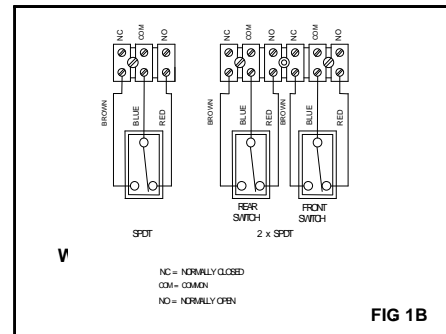 NC COM NO NC COM NO NC COM NO
BROWN BLUE RED BROWN BLUE RED BROWN BLUE RED
REAR SWITCH
FRONT SWITCH
SPDT 2 x SPDT
W
NC = NORMALLY CLOSED
COM = COMMON
NO = NORMALLY OPEN
FIG 1B